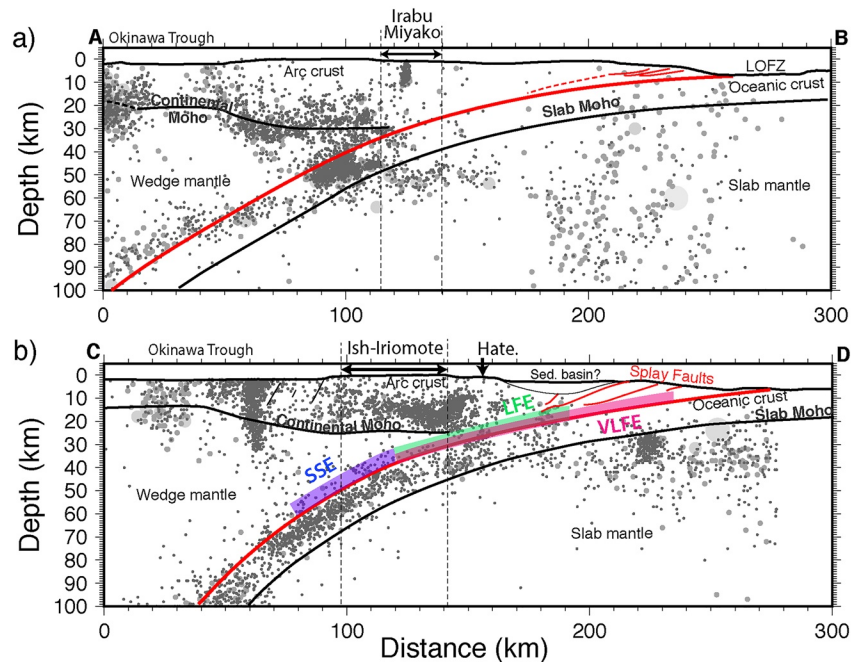 a)
A
Okinawa Trough
Irabu
Miyako
B
Arc crust
LOFZ
Oceanic crust
Continental
Moho
Slab Moho
Wedge mantle
Slab mantle
Depth (km)
0
10
20
30
40
50
60
70
80
90
100
0
100
200
300
b)
C
Okinawa Trough
Ish-Iriomote
Hate.
D
Arc crust
Sed. basin?
Splay Faults
LFE
Oceanic crust
Continental Moho
VLFE
Slab Moho
SSE
Wedge mantle
Slab mantle
Depth (km)
0
10
20
30
40
50
60
70
80
90
100
0
100
200
300
Distance (km)